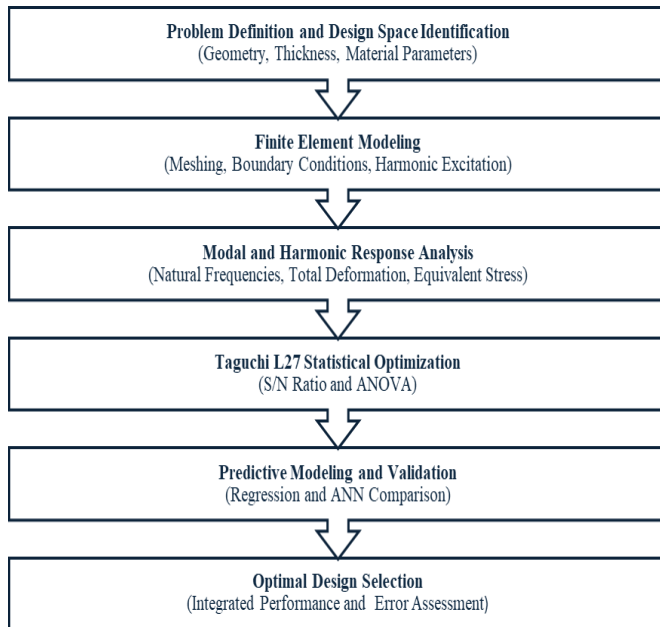 Problem Definition and Design Space Identification
(Geometry, Thickness, Material Parameters)
Finite Element Modeling
(Meshing, Boundary Conditions, Harmonic Excitation)
Modal and Harmonic Response Analysis
(Natural Frequencies, Total Deformation, Equivalent Stress)
Taguchi L27 Statistical Optimization
(S/N Ratio and ANOVA)
Predictive Modeling and Validation
(Regression and ANN Comparison)
Optimal Design Selection
(Integrated Performance and Error Assessment)